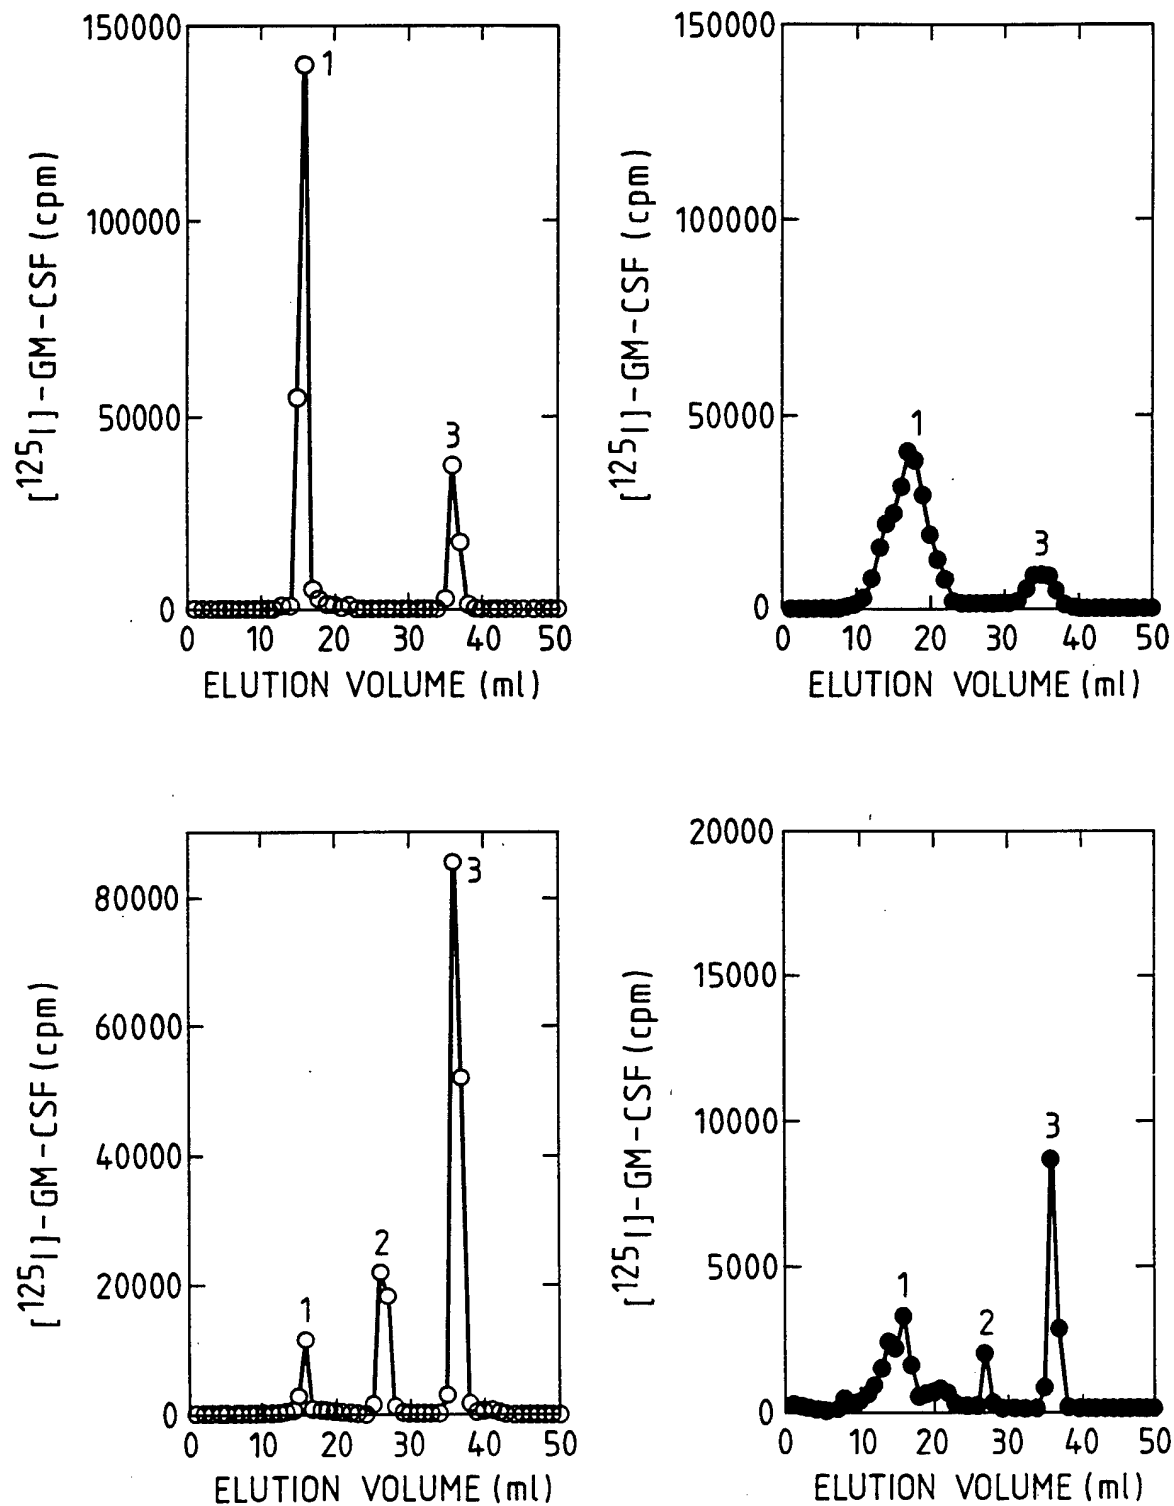 150000
100000
50000
0
[125I]-GM-CSF (cpm)
1
3
0 10 20 30 40 50
ELUTION VOLUME (ml)
150000
100000
50000
0
[125I]-GM-CSF (cpm)
1
3
0 10 20 30 40 50
ELUTION VOLUME (ml)
80000
60000
40000
20000
0
[125I]-GM-CSF (cpm)
1
2
3
0 10 20 30 40 50
ELUTION VOLUME (ml)
20000
15000
10000
5000
0
[125I]-GM-CSF (cpm)
1
2
3
0 10 20 30 40 50
ELUTION VOLUME (ml)